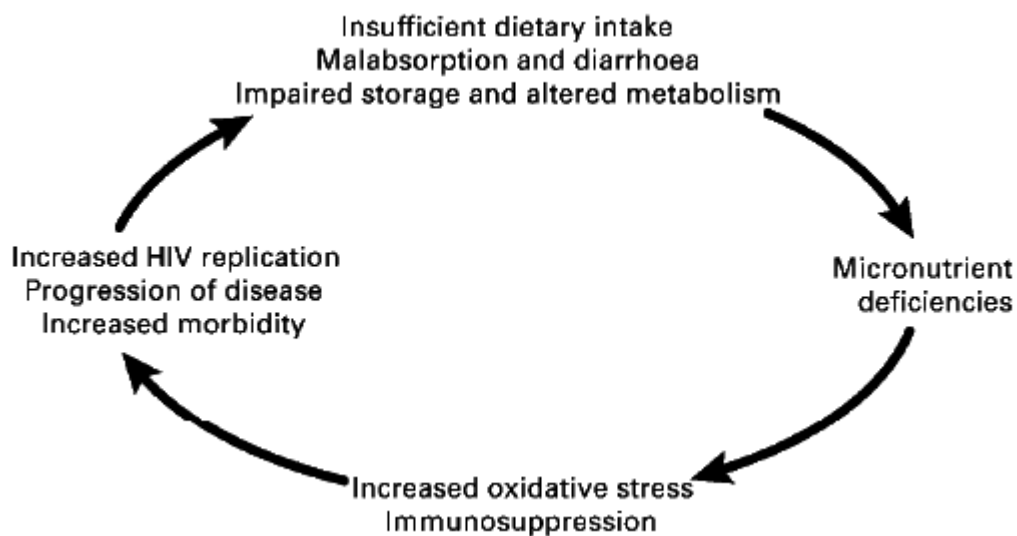 Insufficient dietary intake
Malabsorption and diarrhoea
Impaired storage and altered metabolism
Micronutrient
deficiencies
Increased oxidative stress
Immunosuppression
Increased HIV replication
Progression of disease
Increased morbidity